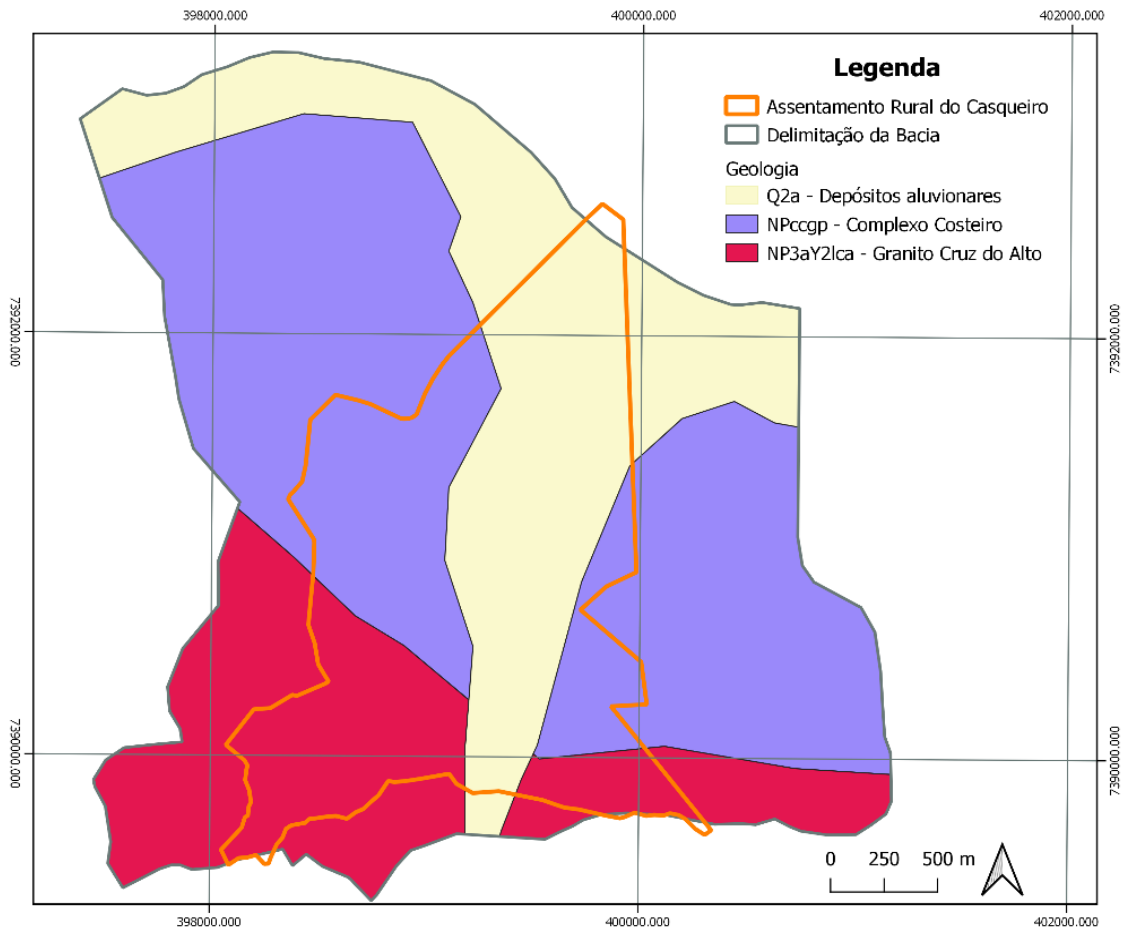 398000.000
400000.000
402000.000
Legenda
Assentamento Rural do Casqueiro
Delimitação da Bacia
Geologia
Q2a - Depósitos aluvionares
NPccgp - Complexo Costeiro
NP3aY2lca - Granito Cruz do Alto
7392000.000
7392000.000
7390000.000
7390000.000
0 250 500 m
398000.000
400000.000
402000.000